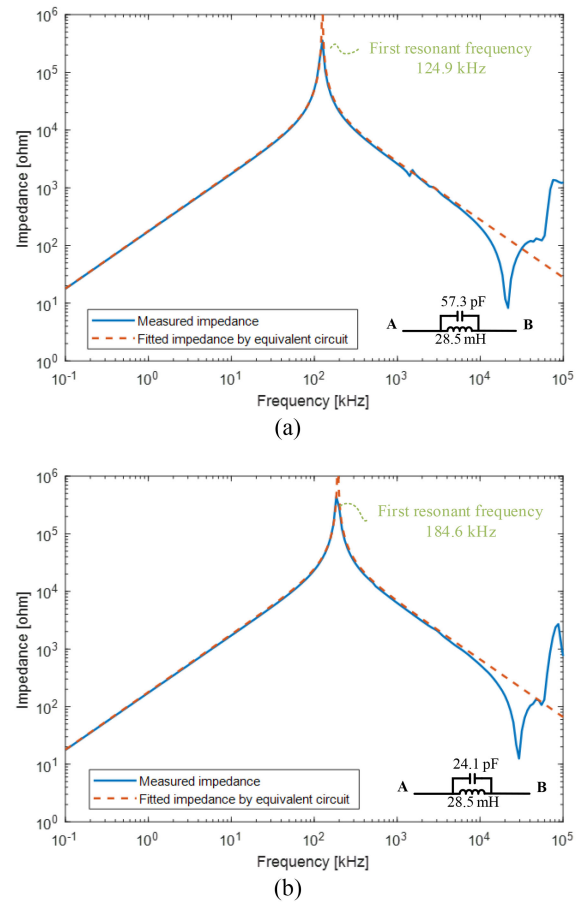 10^6
10^5
10^4
10^3
10^2
10^1
10^0
Impedance [ohm]
First resonant frequency
124.9 kHz
Measured impedance
Fitted impedance by equivalent circuit
57.3 pF
A B
28.5 mH
10^-1 10^0 10^1 10^2 10^3 10^4 10^5
Frequency [kHz]
(a)
10^6
10^5
10^4
10^3
10^2
10^1
10^0
Impedance [ohm]
First resonant frequency
184.6 kHz
Measured impedance
Fitted impedance by equivalent circuit
24.1 pF
A B
28.5 mH
10^-1 10^0 10^1 10^2 10^3 10^4 10^5
Frequency [kHz]
(b)